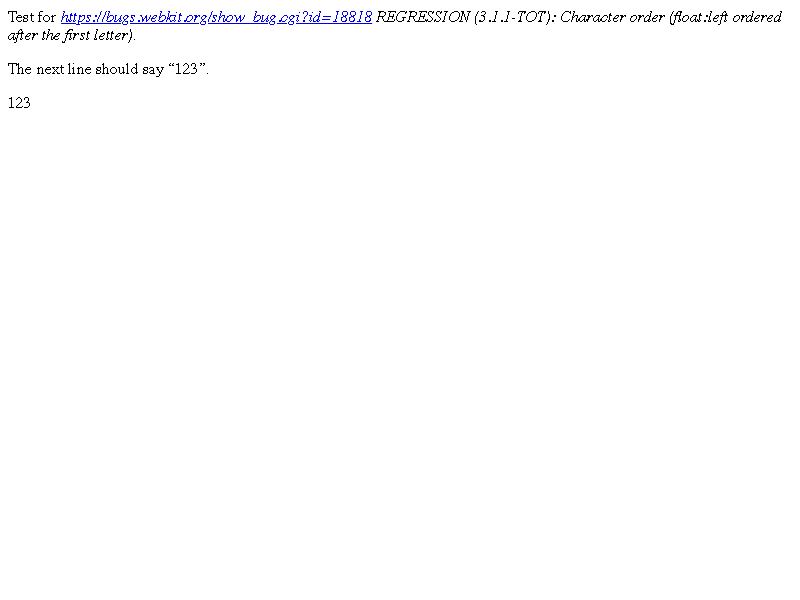 Test for https://bugs.webkit.org/show_bug.cgi?id=18818 REGRESSION (3.1.1-TOT): Character order (float:left ordered
after the first letter).
The next line should say “123”.
123